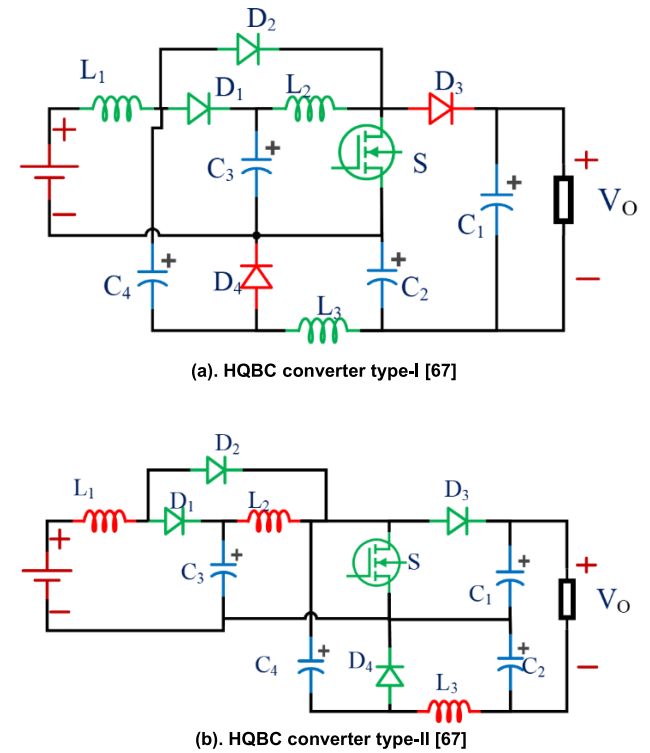 D2
L1
D1
L2
D3
C3
S
C1
VO
C4
D4
C2
L3
(a). HQBC converter type-I [67]
D2
L1
D1
L2
D3
C3
S
C1
VO
C4
D4
C2
L3
(b). HQBC converter type-II [67]